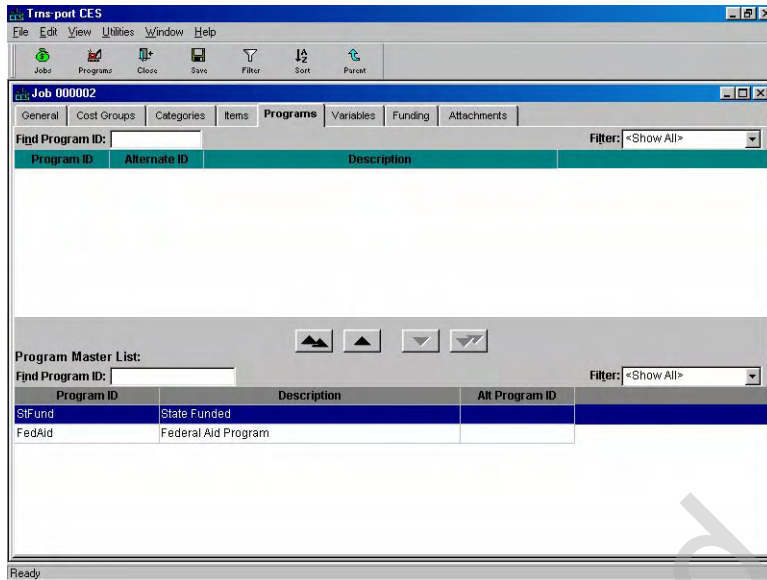 Trns·port CES
File Edit View Utilities Window Help
Jobs Programs Close Save Filter Sort Parent
Job 000002
General Cost Groups Categories Items Programs Variables Funding Attachments
Find Program ID: Filter: <Show All>
Program ID Alternate ID Description
Program Master List:
Find Program ID: Filter: <Show All>
Program ID Description Alt Program ID
StFund State Funded
FedAid Federal Aid Program
Ready